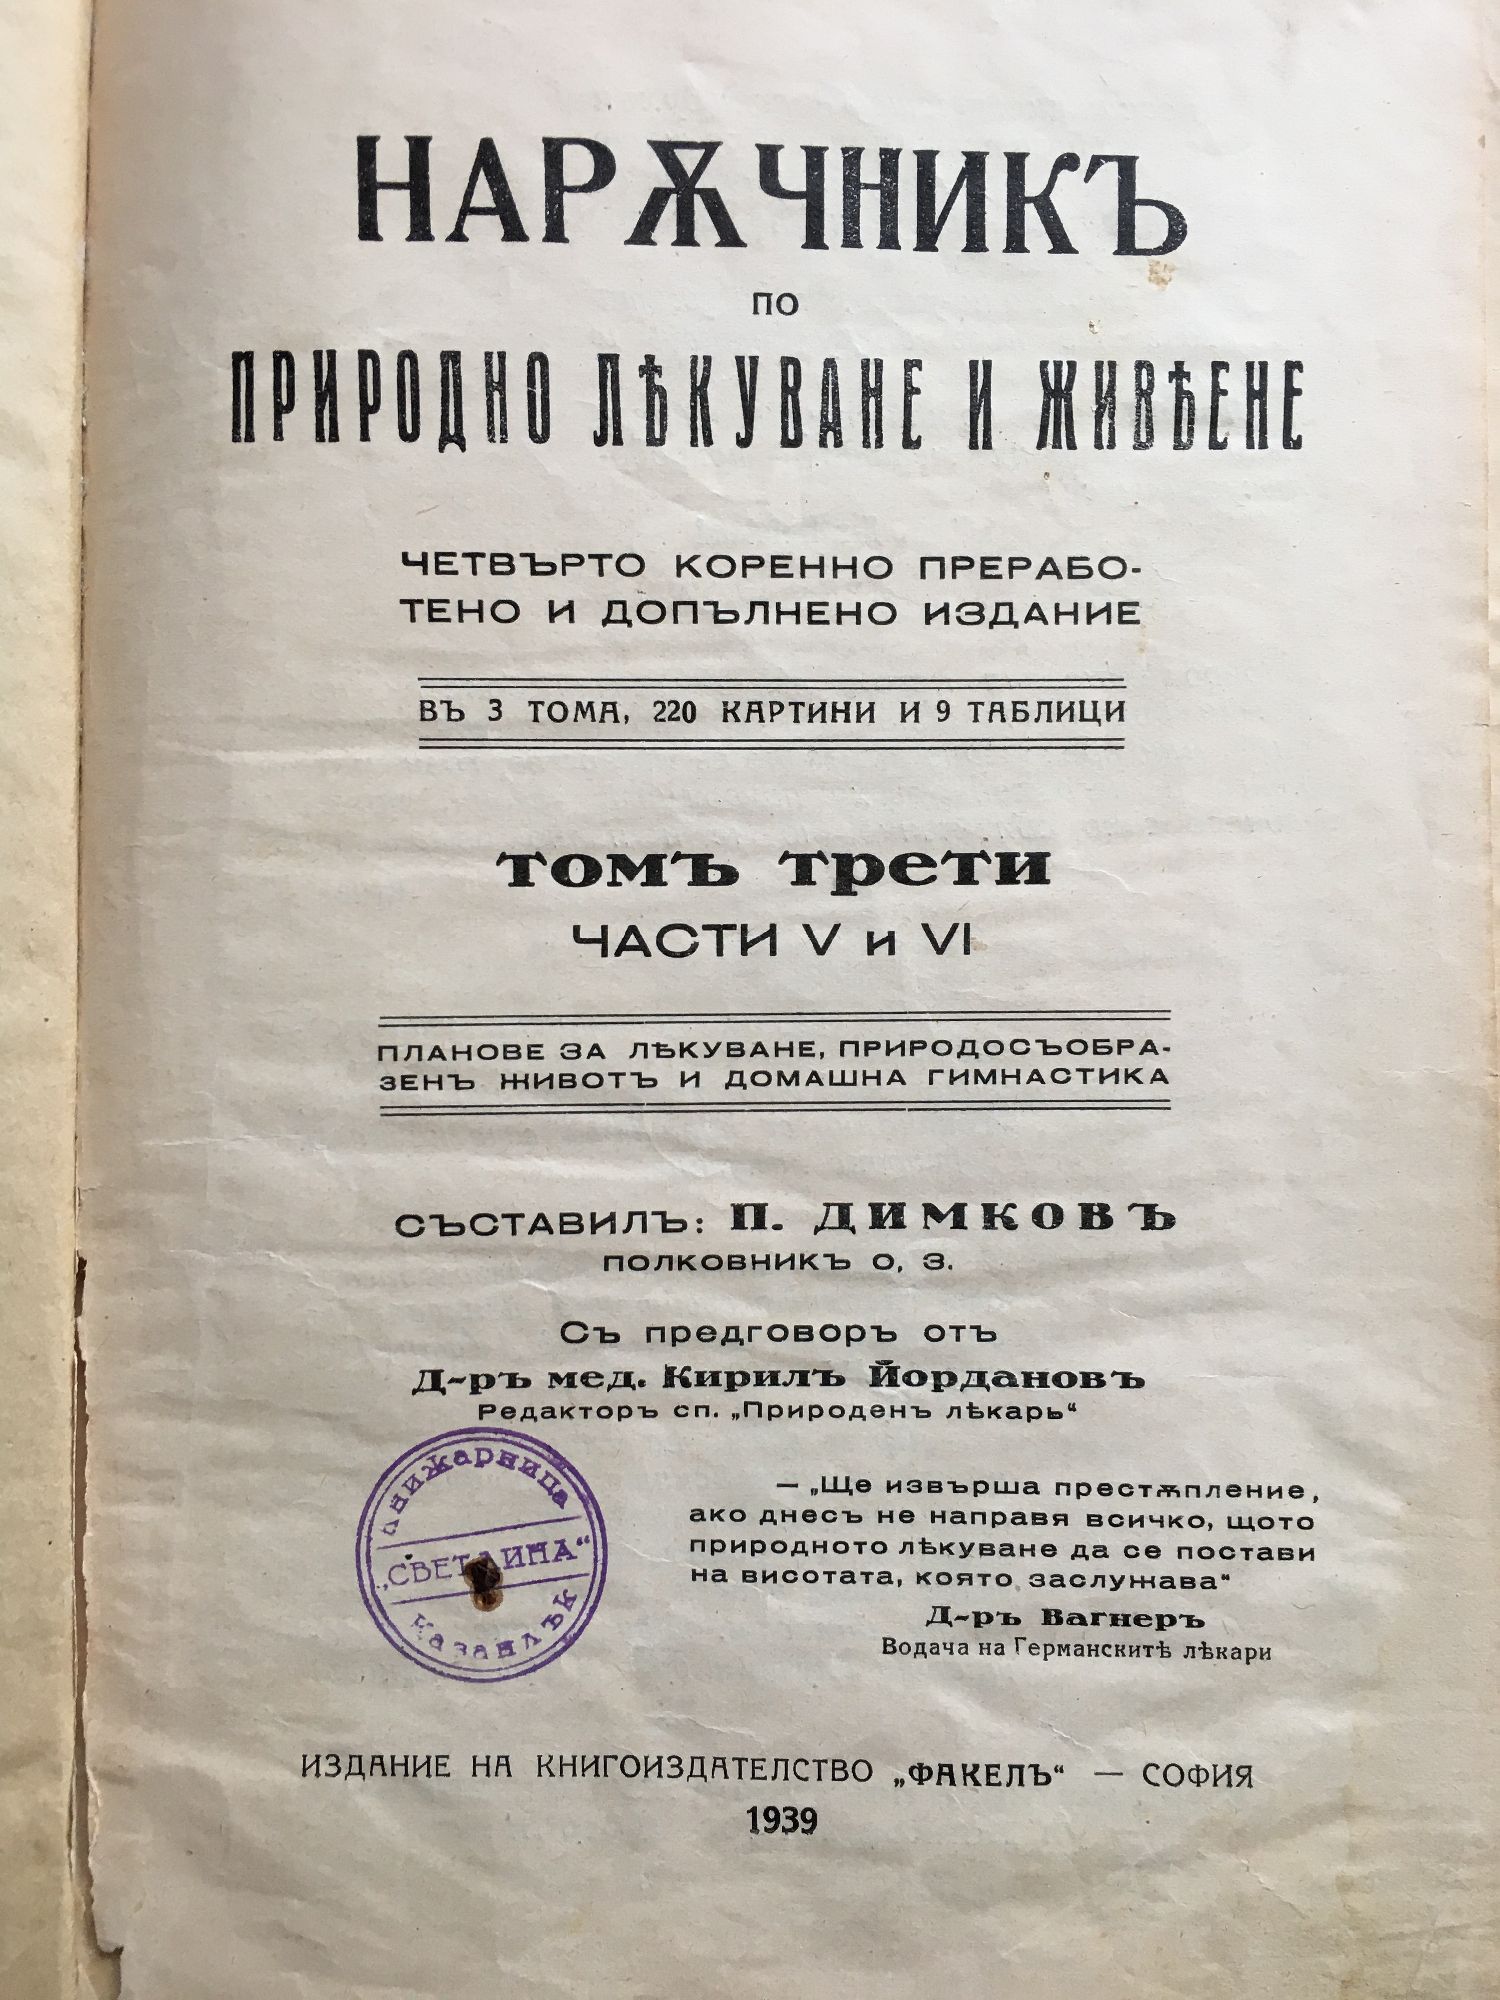 НАРѪЧНИКЪ
ПО
ПРИРОДНО ЛѢКУВАНЕ И ЖИВѢЕНЕ
ЧЕТВЪРТО КОРЕННО ПРЕРАБО-
ТЕНО И ДОПЪЛНЕНО ИЗДАНИЕ
ВЪ 3 ТОМА, 220 КАРТИНИ И 9 ТАБЛИЦИ
томъ трети
ЧАСТИ V и VI
ПЛАНОВЕ ЗА ЛѢКУВАНЕ, ПРИРОДОСЪОБРА-
ЗЕНЪ ЖИВОТЪ И ДОМАШНА ГИМНАСТИКА
СЪСТАВИЛЪ: П. ДИМКОВЪ
ПОЛКОВНИКЪ О, З.
Съ предговоръ отъ
Д-ръ мед. Кирилъ Йордановъ
Редакторъ сп. „Природенъ лѣкарь“
Книжарница
„СВЕТЛИНА“
Казанлък
— „Ще извърша престѫпление,
ако днесъ не направя всичко, щото
природното лѣкуване да се постави
на висотата, която заслужава“
Д-ръ Вагнеръ
Водача на Германскитѣ лѣкари
ИЗДАНИЕ НА КНИГОИЗДАТЕЛСТВО „ФАКЕЛЪ“ — СОФИЯ
1939